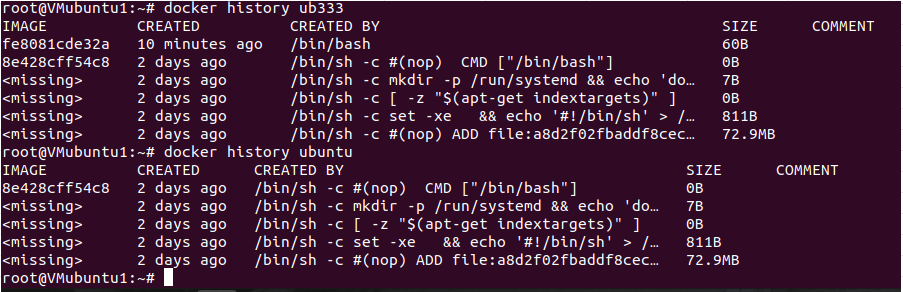 root@VMubuntu1:~# docker history ub333
IMAGE CREATED CREATED BY SIZE COMMENT
fe8081cde32a 10 minutes ago /bin/bash 60B
8e428cff54c8 2 days ago /bin/sh -c #(nop)  CMD ["/bin/bash"] 0B
<missing> 2 days ago /bin/sh -c mkdir -p /run/systemd && echo 'do… 7B
<missing> 2 days ago /bin/sh -c [ -z "$(apt-get indextargets)" ] 0B
<missing> 2 days ago /bin/sh -c set -xe   && echo '#!/bin/sh' > /… 811B
<missing> 2 days ago /bin/sh -c #(nop) ADD file:a8d2f02fbaddf8cec… 72.9MB
root@VMubuntu1:~# docker history ubuntu
IMAGE CREATED CREATED BY SIZE COMMENT
8e428cff54c8 2 days ago /bin/sh -c #(nop)  CMD ["/bin/bash"] 0B
<missing> 2 days ago /bin/sh -c mkdir -p /run/systemd && echo 'do… 7B
<missing> 2 days ago /bin/sh -c [ -z "$(apt-get indextargets)" ] 0B
<missing> 2 days ago /bin/sh -c set -xe   && echo '#!/bin/sh' > /… 811B
<missing> 2 days ago /bin/sh -c #(nop) ADD file:a8d2f02fbaddf8cec… 72.9MB
root@VMubuntu1:~#